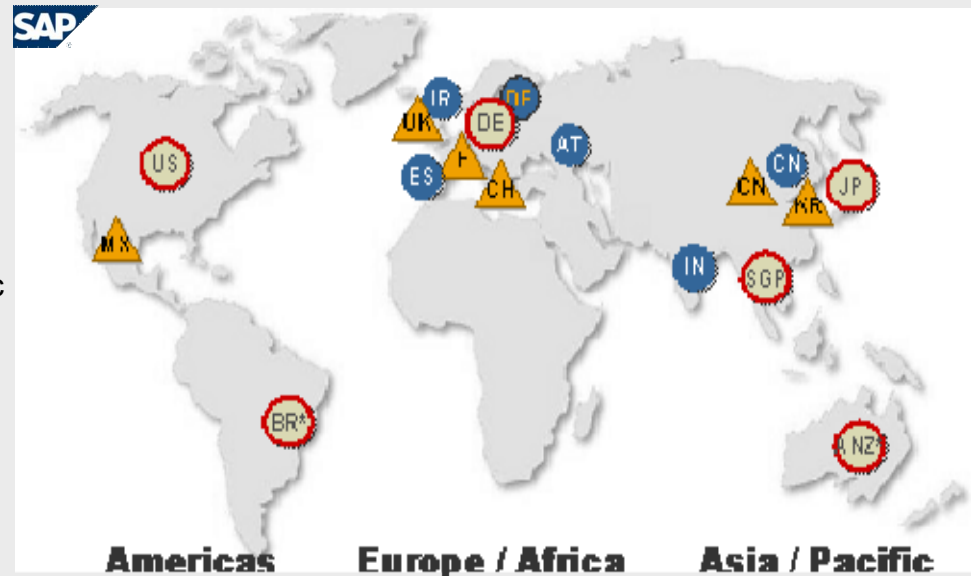 SAP
IR
DE
UK
DE
US
F
AT
ES
CH
CN
CN
JP
KR
MX
IN
SGP
BR*
ANZ*
Americas
Europe / Africa
Asia / Pacific